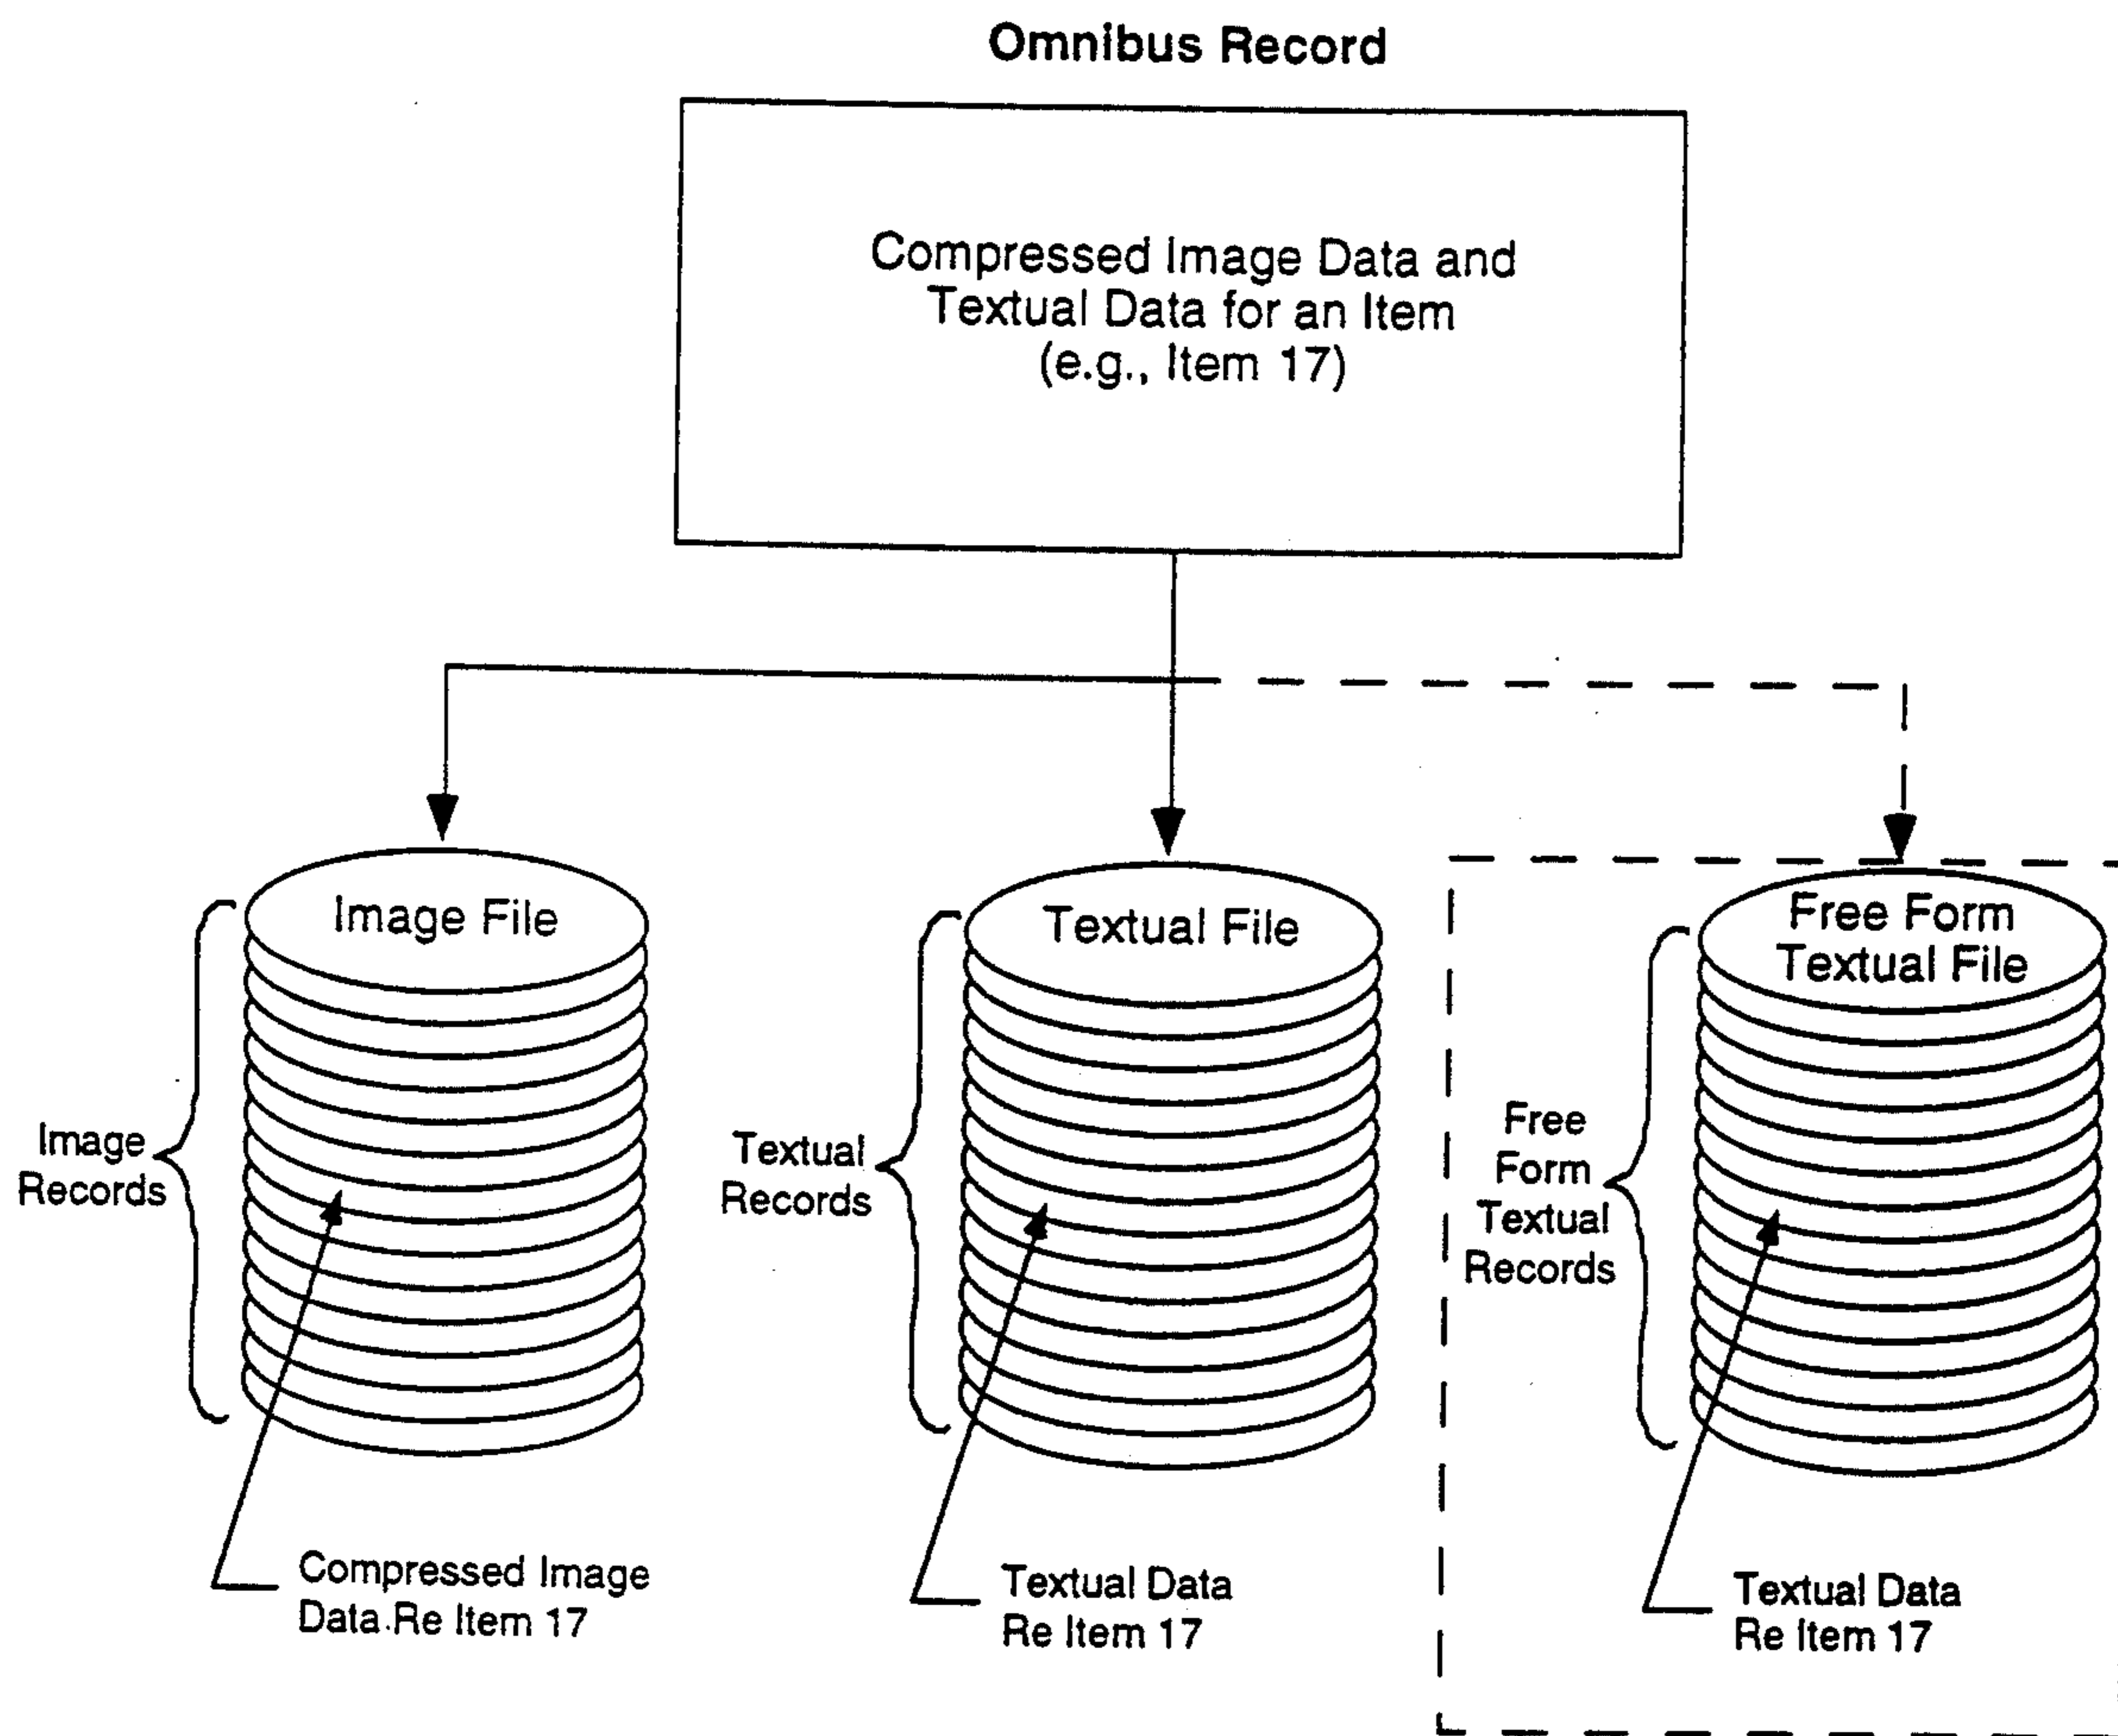 Omnibus Record
Compressed Image Data and
Textual Data for an Item
(e.g., Item 17)
Image File
Textual File
Free Form
Textual File
Image
Records
Textual
Records
Free
Form
Textual
Records
Compressed Image
Data Re Item 17
Textual Data
Re Item 17
Textual Data
Re Item 17